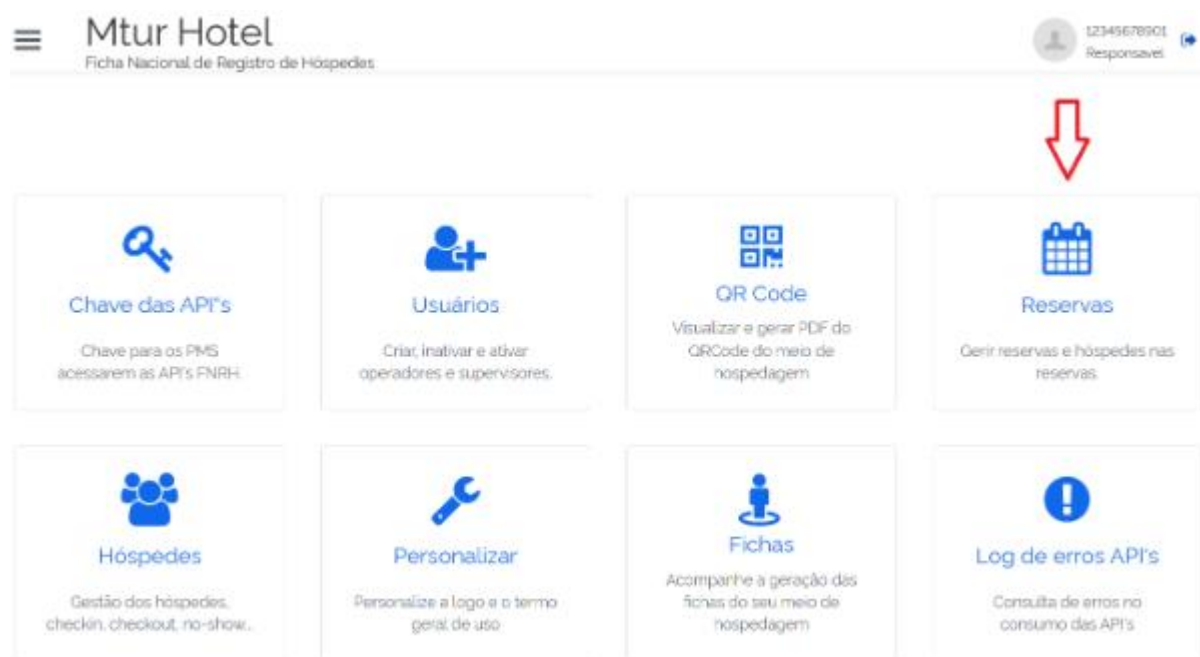 Mtur Hotel
Ficha Nacional de Registro de Hóspedes
12345678901
Responsavel
Chave das API's
Chave para os PMS
acessarem as API's FNRH.
Usuários
Criar, inativar e ativar
operadores e supervisores.
QR Code
Visualizar e gerar PDF do
QRCode do meio de
hospedagem
Reservas
Gerir reservas e hóspedes nas
reservas.
Hóspedes
Gestão dos hóspedes,
checkin, checkout, no-show...
Personalizar
Personalize a logo e o termo
geral de uso
Fichas
Acompanhe a geração das
fichas do seu meio de
hospedagem
Log de erros API's
Consulta de erros no
consumo das API's